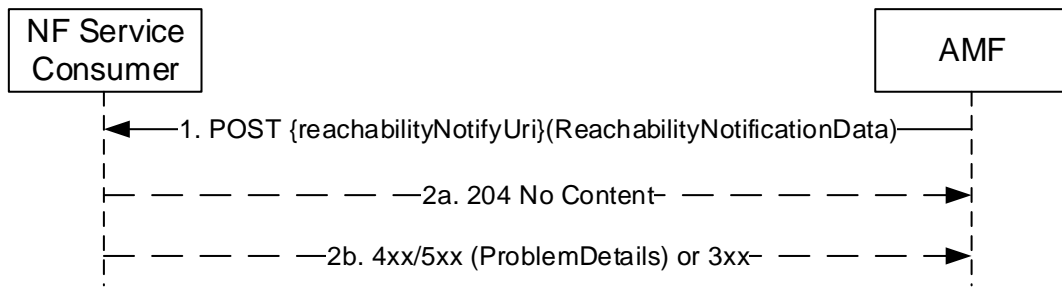 NF Service
Consumer
AMF
1. POST {reachabilityNotifyUri}(ReachabilityNotificationData)
2a. 204 No Content
2b. 4xx/5xx (ProblemDetails) or 3xx